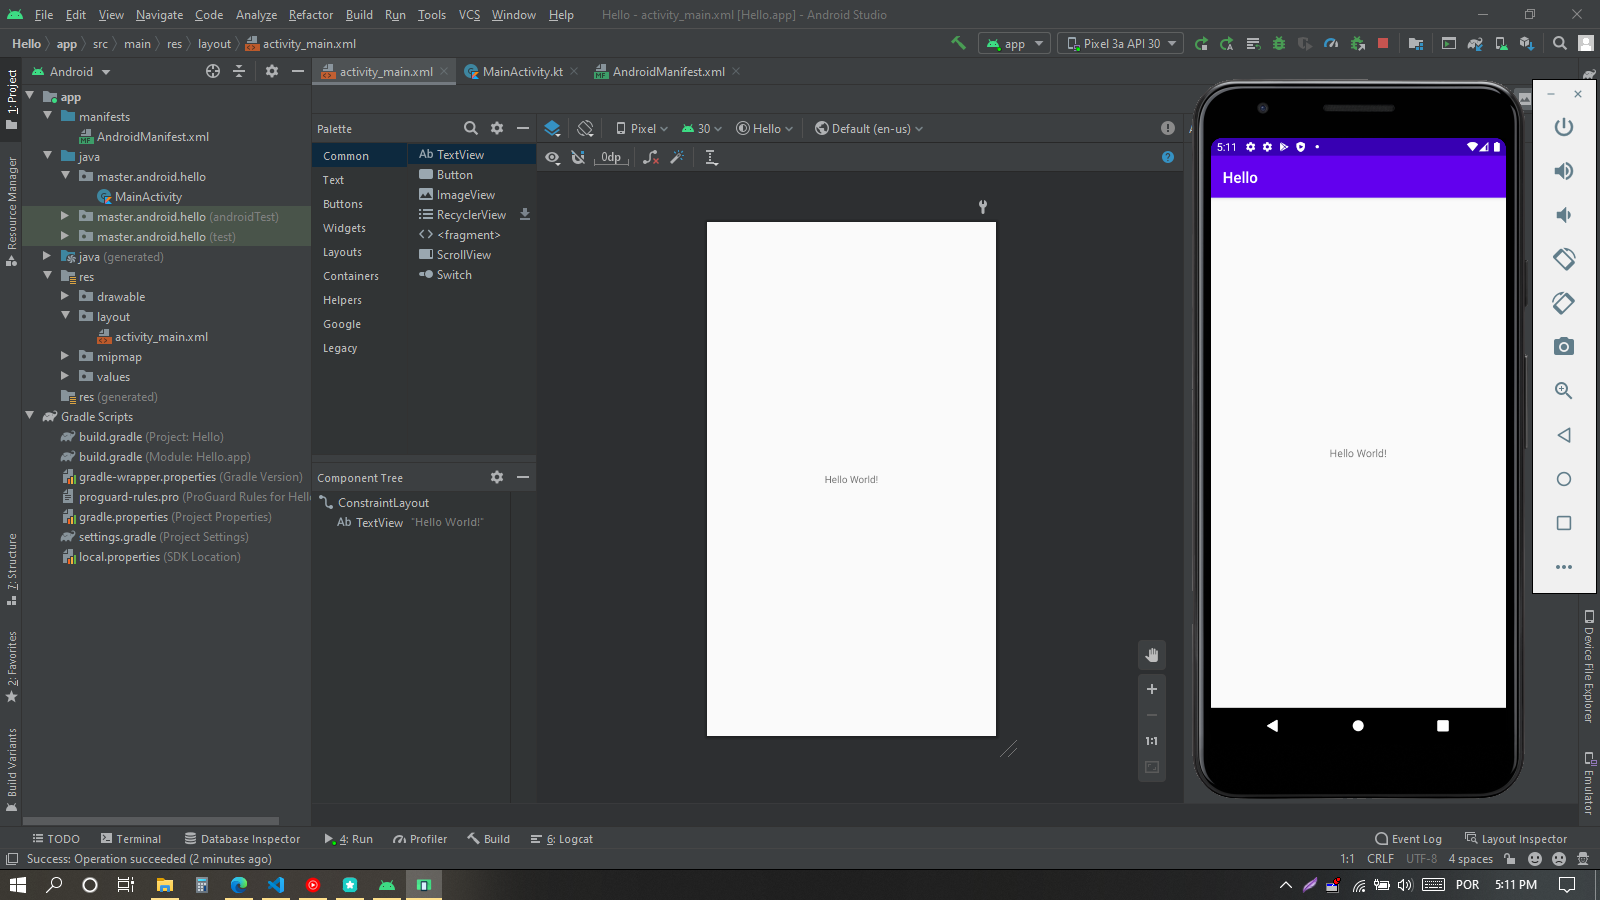 File Edit View Navigate Code Analyze Refactor Build Run Tools VCS Window Help Hello - activity_main.xml [Hello.app] - Android Studio
Hello app src main res layout activity_main.xml app Pixel 3a API 30
Android activity_main.xml MainActivity.kt AndroidManifest.xml
1: Project
Resource Manager
7: Structure
2: Favorites
Build Variants
app
manifests
AndroidManifest.xml
java
master.android.hello
MainActivity
master.android.hello (androidTest)
master.android.hello (test)
java (generated)
res
drawable
layout
activity_main.xml
mipmap
values
res (generated)
Gradle Scripts
build.gradle (Project: Hello)
build.gradle (Module: Hello.app)
gradle-wrapper.properties (Gradle Version)
proguard-rules.pro (ProGuard Rules for Hell
gradle.properties (Project Properties)
settings.gradle (Project Settings)
local.properties (SDK Location)
Palette
Common
Text
Buttons
Widgets
Layouts
Containers
Helpers
Google
Legacy
Ab TextView
Button
ImageView
RecyclerView
<fragment>
ScrollView
Switch
Component Tree
ConstraintLayout
Ab TextView "Hello World!"
Pixel 30 Hello Default (en-us)
0dp
Hello World!
1:1
5:11
Hello
Hello World!
Device File Explorer
Emulator
TODO Terminal Database Inspector 4: Run Profiler Build 6: Logcat Event Log Layout Inspector
Success: Operation succeeded (2 minutes ago) 1:1 CRLF UTF-8 4 spaces
POR 5:11 PM